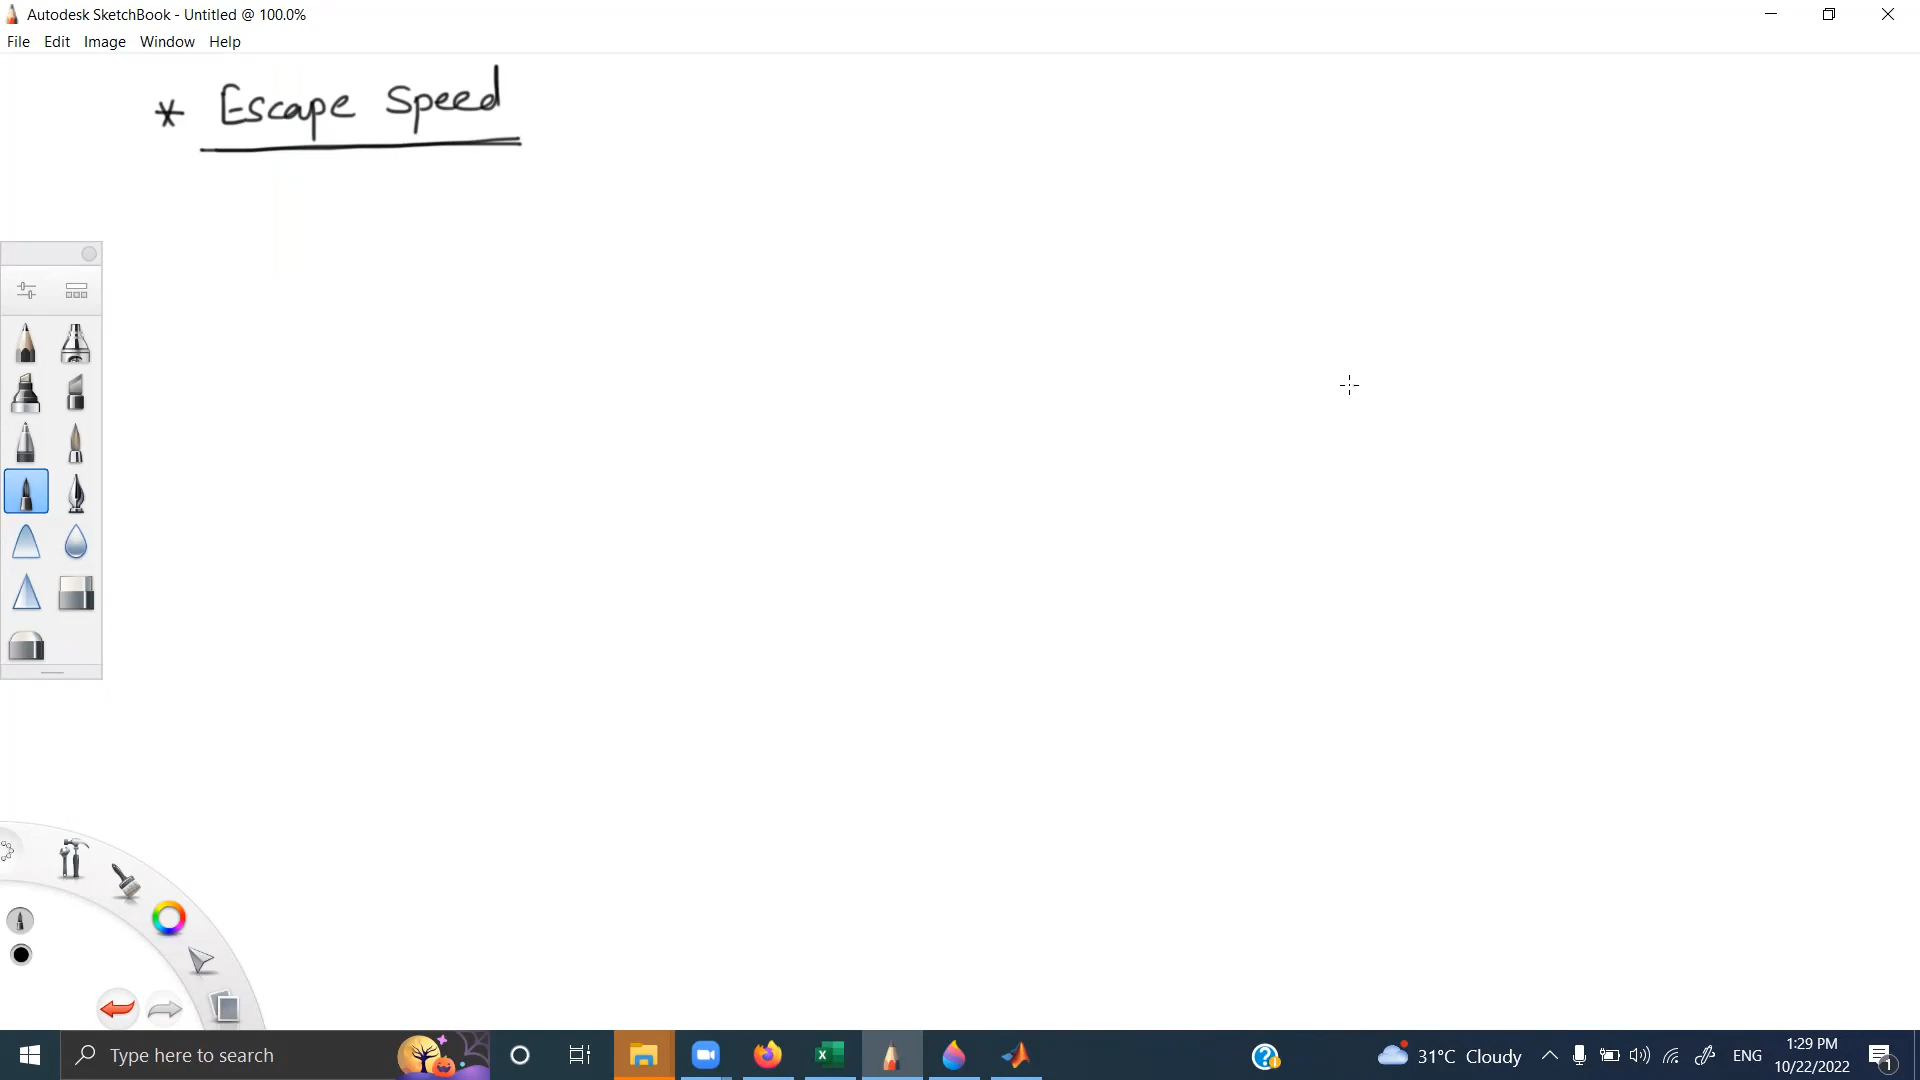 Autodesk SketchBook - Untitled @ 100.0%
File Edit Image Window Help
* Escape Speed
Type here to search
31°C Cloudy
ENG
1:29 PM
10/22/2022
1